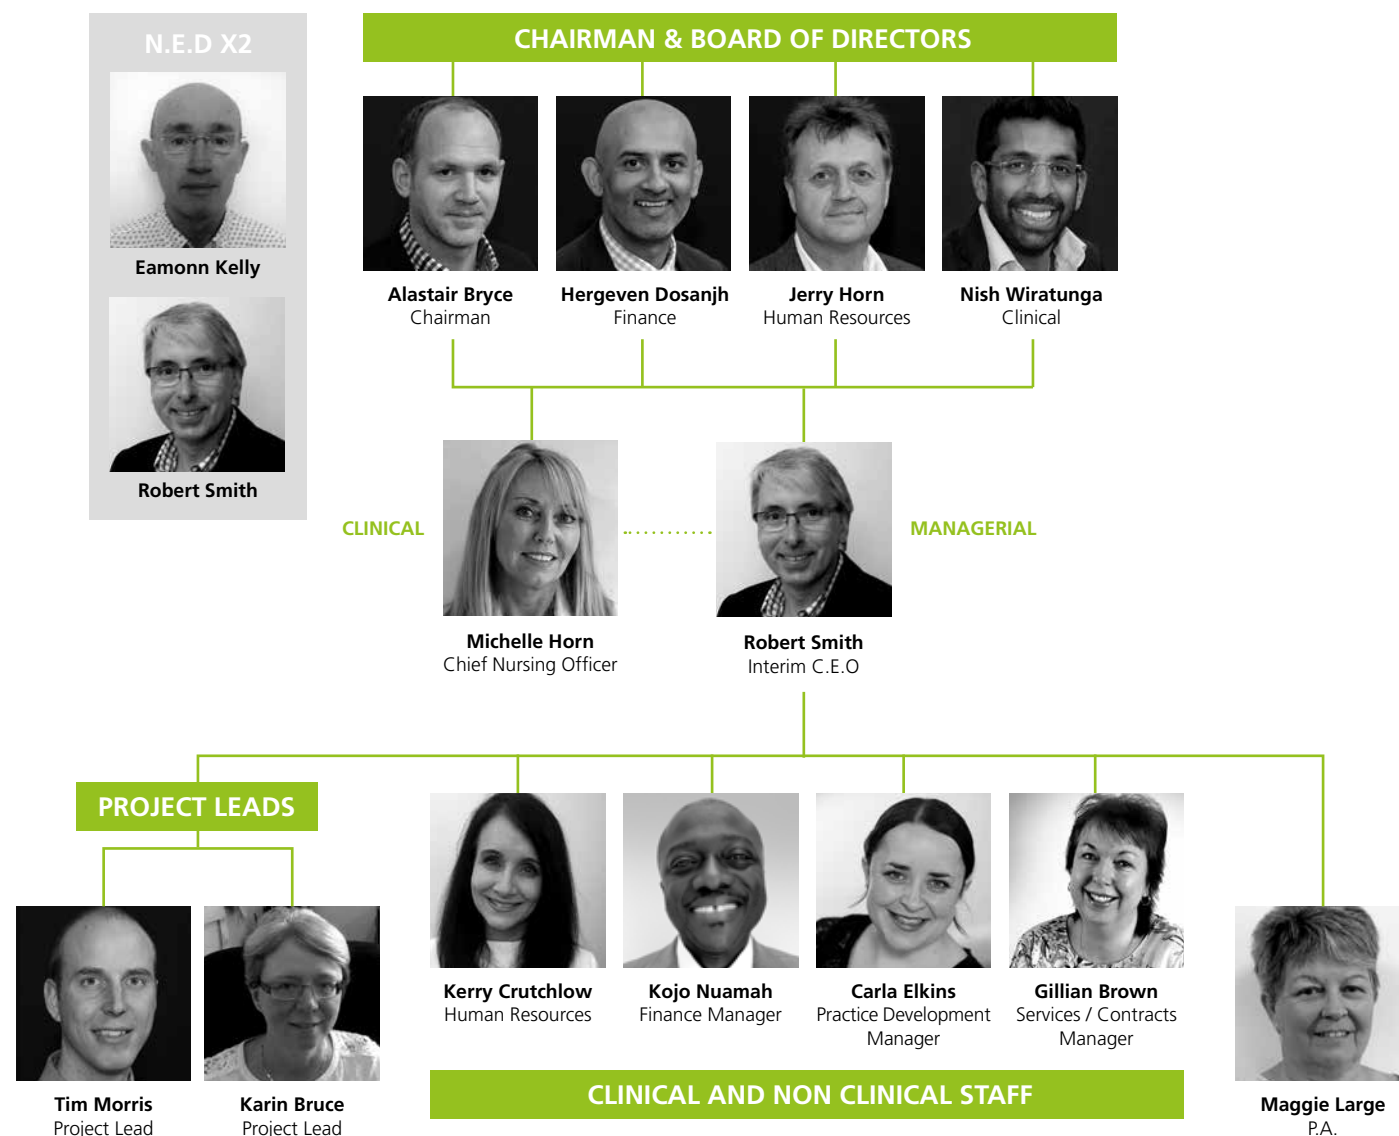 N.E.D X2
Eamonn Kelly
Robert Smith
CHAIRMAN & BOARD OF DIRECTORS
Alastair Bryce
Chairman
Hergeven Dosanjh
Finance
Jerry Horn
Human Resources
Nish Wiratunga
Clinical
CLINICAL
MANAGERIAL
Michelle Horn
Chief Nursing Officer
Robert Smith
Interim C.E.O
PROJECT LEADS
Tim Morris
Project Lead
Karin Bruce
Project Lead
Kerry Crutchlow
Human Resources
Kojo Nuamah
Finance Manager
Carla Elkins
Practice Development
Manager
Gillian Brown
Services / Contracts
Manager
CLINICAL AND NON CLINICAL STAFF
Maggie Large
P.A.